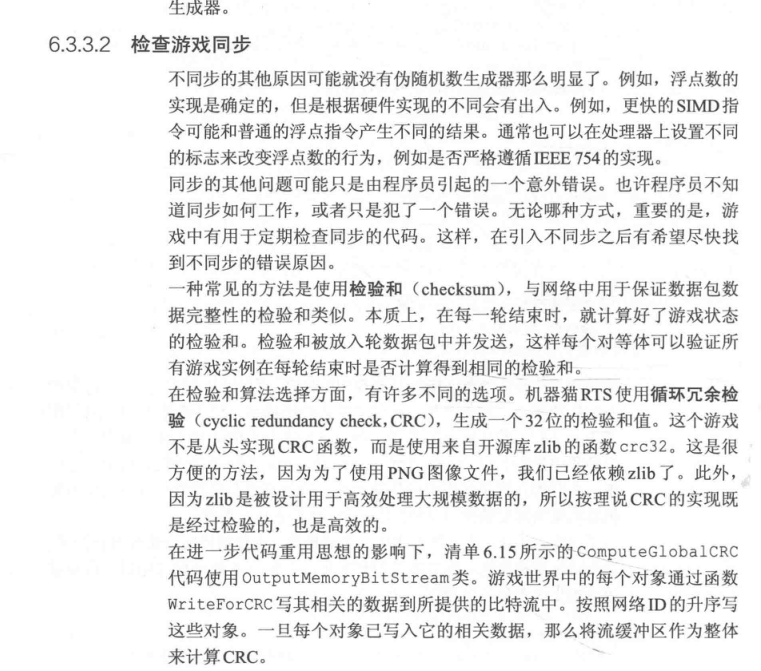 生成器。
6.3.3.2 检查游戏同步
不同步的其他原因可能就没有伪随机数生成器那么明显了。例如，浮点数的
实现是确定的，但是根据硬件实现的不同会有出入。例如，更快的SIMD指
令可能和普通的浮点指令产生不同的结果。通常也可以在处理器上设置不同
的标志来改变浮点数的行为，例如是否严格遵循IEEE 754的实现。
同步的其他问题可能只是由程序员引起的一个意外错误。也许程序员不知
道同步如何工作，或者只是犯了一个错误。无论哪种方式，重要的是，游
戏中有用于定期检查同步的代码。这样，在引入不同步之后有希望尽快找
到不同步的错误原因。
一种常见的方法是使用检验和（checksum），与网络中用于保证数据包数
据完整性的检验和类似。本质上，在每一轮结束时，就计算好了游戏状态
的检验和。检验和被放入轮数据包中并发送，这样每个对等体可以验证所
有游戏实例在每轮结束时是否计算得到相同的检验和。
在检验和算法选择方面，有许多不同的选项。机器猫RTS使用循环冗余检
验（cyclic redundancy check,CRC），生成一个32位的检验和值。这个游戏
不是从头实现CRC函数，而是使用来自开源库zlib的函数crc32。这是很
方便的方法，因为为了使用PNG图像文件，我们已经依赖zlib了。此外，
因为zlib是被设计用于高效处理大规模数据的，所以按理说CRC的实现既
是经过检验的，也是高效的。
在进一步代码重用思想的影响下，清单6.15所示的ComputeGlobalCRC
代码使用OutputMemoryBitStream类。游戏世界中的每个对象通过函数
WriteForCRC写其相关的数据到所提供的比特流中。按照网络ID的升序写
这些对象。一旦每个对象已写入它的相关数据，那么将流缓冲区作为整体
来计算CRC。